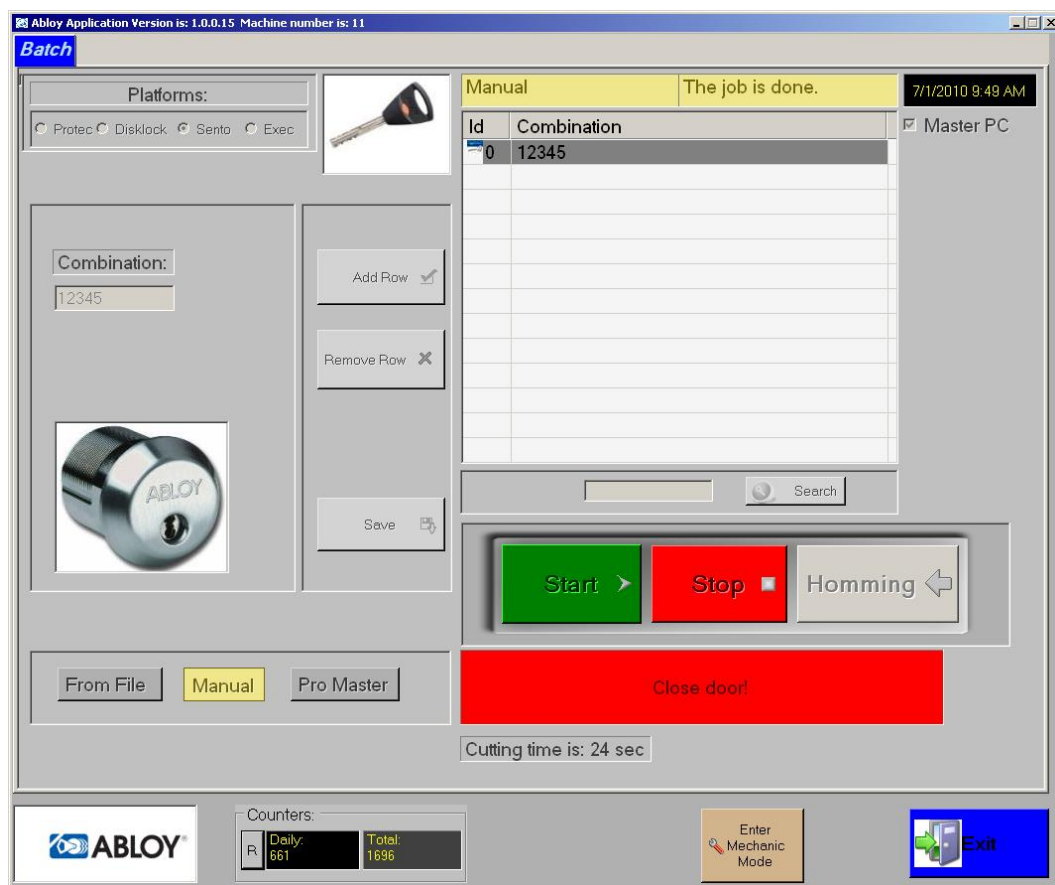 Abloy Application Version is: 1.0.0.15 Machine number is: 11
Batch
Platforms:
Protec Disklock Sento Exec
Manual The job is done.
7/1/2010 9:49 AM
Master PC
Id Combination
0 12345
Combination:
12345
ABLOY
Add Row
Remove Row
Save
Search
Start Stop Homming
From File Manual Pro Master
Close door!
Cutting time is: 24 sec
ABLOY®
Counters:
R
Daily: Total:
661 1696
Enter
Mechanic
Mode
Exit